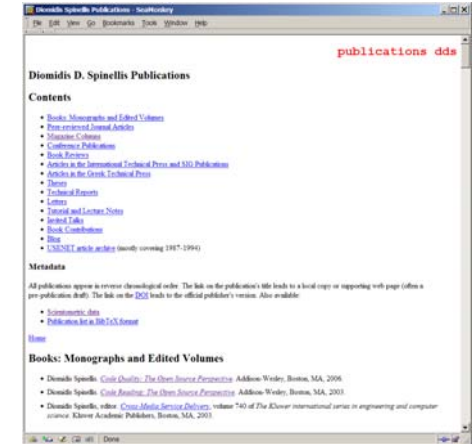 Diomidis Spinellis Publications - SeaMonkey
File Edit View Go Bookmarks Tools Window Help
publications dds
Diomidis D. Spinellis Publications
Contents
• Books: Monographs and Edited Volumes
• Peer-reviewed Journal Articles
• Magazine Columns
• Conference Publications
• Book Reviews
• Articles in the International Technical Press and SIG Publications
• Articles in the Greek Technical Press
• Theses
• Technical Reports
• Letters
• Tutorial and Lecture Notes
• Invited Talks
• Book Contributions
• Blog
• USENET article archive (mostly covering 1987-1994)
Metadata
All publications appear in reverse chronological order. The link on the publication's title leads to a local copy or supporting web page (often a
pre-publication draft). The link on the DOI leads to the official publisher's version. Also available:
• Scientometric data
• Publication list in BibTeX format
Home
Books: Monographs and Edited Volumes
• Diomidis Spinellis. Code Quality: The Open Source Perspective. Addison-Wesley, Boston, MA, 2006.
• Diomidis Spinellis. Code Reading: The Open Source Perspective. Addison-Wesley, Boston, MA, 2003.
• Diomidis Spinellis, editor. Cross-Media Service Delivery, volume 740 of The Kluwer international series in engineering and computer
science. Kluwer Academic Publishers, Boston, MA, 2003.
Done